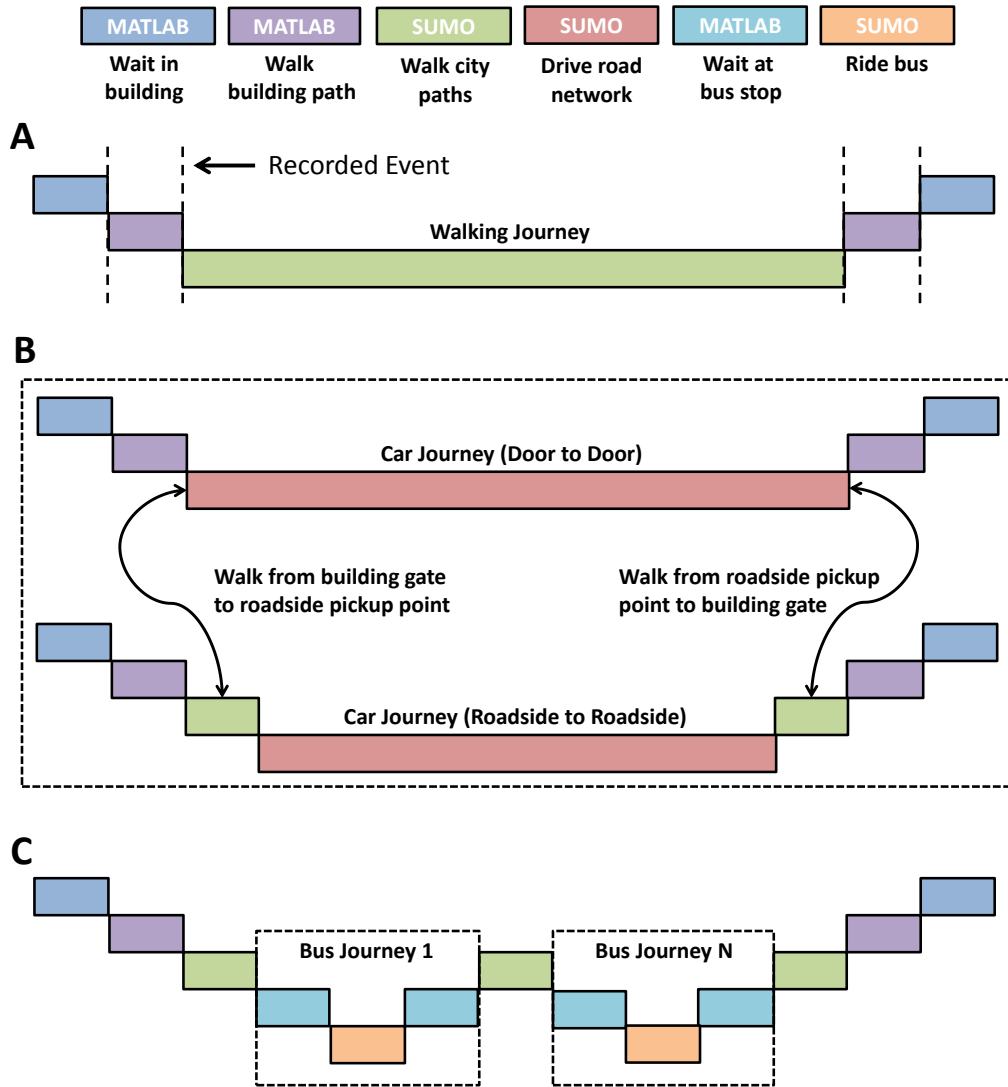 MATLAB MATLAB SUMO SUMO MATLAB SUMO
Wait in building
Walk building path
Walk city paths
Drive road network
Wait at bus stop
Ride bus
A
Recorded Event
Walking Journey
B
Car Journey (Door to Door)
Walk from building gate
to roadside pickup point
Walk from roadside pickup
point to building gate
Car Journey (Roadside to Roadside)
C
Bus Journey 1
Bus Journey N